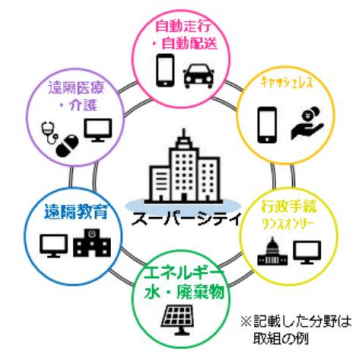 自動走行
・自動配送
遠隔医療
・介護
キャッシュレス
スーパーシティ
遠隔教育
行政手続
ワンスオンリー
エネルギー
水・廃棄物
※記載した分野は
取組の例